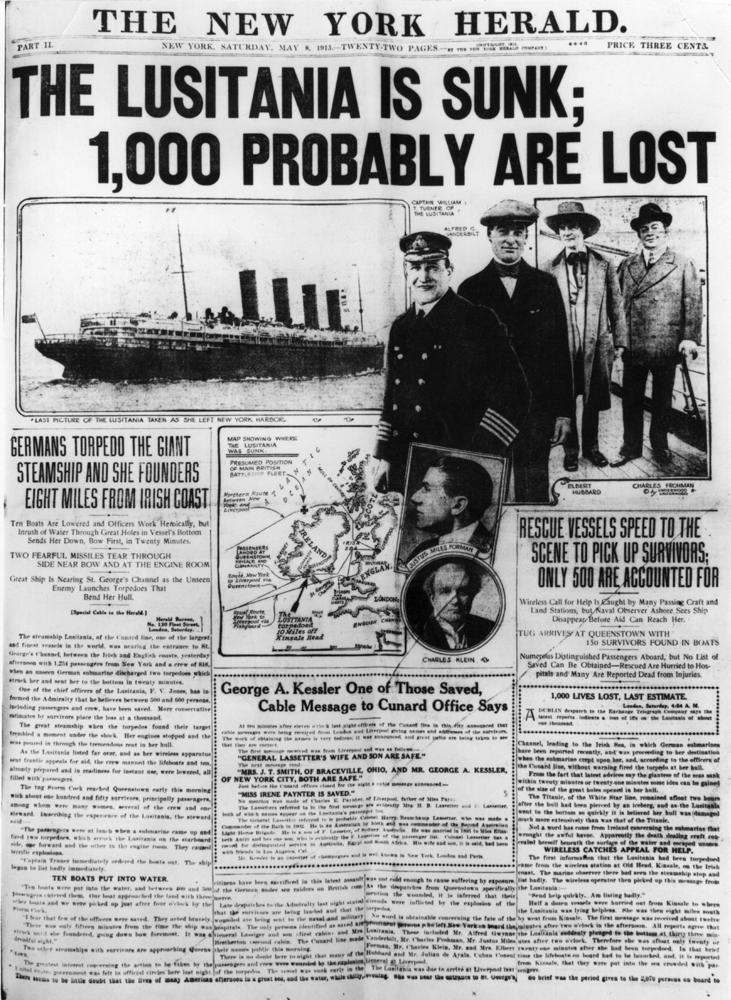 THE NEW YORK HERALD.
PART II.
NEW YORK, SATURDAY, MAY 8, 1915.—TWENTY-TWO PAGES.—
[COPYRIGHT, 1915,
BY THE NEW YORK HERALD COMPANY.]
PRICE THREE CENTS.
THE LUSITANIA IS SUNK;
1,000 PROBABLY ARE LOST
CAPTAIN WILLIAM
T. TURNER OF
THE LUSITANIA
ALFRED G.
VANDERBILT
LAST PICTURE OF THE LUSITANIA TAKEN AS SHE LEFT NEW YORK HARBOR.
ELBERT
HUBBARD
CHARLES FROHMAN
© by UNDERWOOD &
UNDERWOOD
GERMANS TORPEDO THE GIANT
STEAMSHIP AND SHE FOUNDERS
EIGHT MILES FROM IRISH COAST
Ten Boats Are Lowered and Officers Work Heroically, but
Inrush of Water Through Great Holes in Vessel's Bottom
Sends Her Down, Bow First, in Twenty Minutes.
TWO FEARFUL MISSILES TEAR THROUGH
SIDE NEAR BOW AND AT THE ENGINE ROOM
Great Ship Is Nearing St. George's Channel as the Unseen
Enemy Launches Torpedoes That
Bend Her Hull.
[Special Cable to the Herald.]
Herald Bureau,
No. 130 Fleet Street,
London, Saturday.
The steamship Lusitania, of the Cunard line, one of the largest
and finest vessels in the world, was nearing the entrance to St.
George's Channel, between the Irish and English coasts, yesterday
afternoon with 1,254 passengers from New York and a crew of 816,
when an unseen German submarine discharged two torpedoes which
struck her and sent her to the bottom in twenty minutes.
One of the chief officers of the Lusitania, F. V. Jones, has in-
formed the Admiralty that he believes between 500 and 600 persons,
including passengers and crew, have been saved. More conservative
estimates by survivors place the loss at a thousand.
The great steamship when the torpedos found their target
trembled a moment under the shock. Her engines stopped and the
seas poured in through the tremendous rent in her hull.
As the Lusitania listed far over, and as her wireless apparatus
sent frantic appeals for aid, the crew manned the lifeboats and ten,
already prepared and in readiness for instant use, were lowered, all
filled with passengers.
The tug Storm Cock reached Queenstown early this morning
with about one hundred and fifty survivors, principally passengers,
among whom were many women, several of the crew and one
steward. Describing the experience of the Lusitania, the steward
said:—
"The passengers were at lunch when a submarine came up and
fired two torpedoes, which struck the Lusitania on the starboard
side, one forward and the other in the engine room. They caused
terrific explosions.
"Captain Truner immediately ordered the boats out. The ship
began to list badly immediately.
TEN BOATS PUT INTO WATER.
"Ten boats were put into the water, and between 400 and 500
passengers entered them. Our boat approached the land with three
other boats and we were picked up just after four o'clock by the
Storm Cock.
"I fear that few of the officers were saved. They acted bravely.
"There was only fifteen minutes from the time the ship was
struck until she foundered, going down bow foremost. It was a
dreadful sight."
Two other steamships with survivors are approaching Queens-
town.
The greatest interest concerning the action to be taken by the
United States government was felt in official circles here last night.
There seems to be little doubt that the lives of many American
MAP SHOWING WHERE
THE LUSITANIA
WAS SUNK.
PRESUMED POSITION
OF MAIN BRITISH
BATTLESHIP FLEET
ATLANTIC
OCEAN
Northern Route
between New
York and
Liverpool
IRELAND
IRISH
SEA
LIVERPOOL
HOLYHEAD
ENGLAN.
PASSENGERS
LANDED AT
QUEENSTOWN,
KINSALE AND
CLONAKILTY
QUEENSTOWN
Route, New York
to Liverpool via
Queenstown
St. Georges
Channel
FISHGUARD
LONDON
ENGLISH CHANNEL
Usual Route,
New York to
Liverpool via
Fishguard
The
LUSITANIA
torpedoed
10 Miles off
Kinsale Head
JUSTUS MILES FORMAN
CHARLES KLEIN.
George A. Kessler One of Those Saved,
Cable Message to Cunard Office Says
At ten minutes after eleven o'clock last night officers of the Cunard line in this city announced that
cable messages were being received from London and Liverpool giving names and addresses of the survivors.
The work of obtaining the names is very tedious, it was announced, and great pains are being taken to see
that they are correct.
The first message received was from Liverpool and was as follows:—
"GENERAL LASSETTER'S WIFE AND SON ARE SAFE."
The next message read:—
"MRS. J. T. SMITH, OF BRACEVILLE, OHIO, AND MR. GEORGE A. KESSLER,
OF NEW YORK CITY, BOTH ARE SAFE."
Just before the Cunard offices closed for the night a cable message announced:—
"MISS IRENE PAYNTER IS SAVED."
No mention was made of Charles E. Paynter, of Liverpool, father of Miss
The Lassetters referred to in the first message are evidently Mrs. H. B. Lassetter and F. Lassetter,
both of which names appear on the Lusitania's passenger list.
The General Lassetter referred to is probably Colonel Harry Beauchamp Lassetter, who was made a
Commander of the Bath in 1902. He is an Australian by birth and was commander of the Second Australian
Light Horse Brigade. He is a son of F. Lasseter, of Sydney, Australia. He was married in 1891 to Miss Eliza-
beth Antill and has one son, who is evidently the F. Lassetter of the passenger list. Colonel Lassetter has a
record for distinguished service in Australia, Egypt and South Africa. His wife and son, it is said, had been
with friends in Los Angeles, Cal.
Mr. Kessler is an importer of champagnes and is well known in New York, London and Paris.
citizens have been sacrificed in this latest assault
of the German under sea raiders on British com-
merce.
Late despatches to the Admiralty last night stated
that the survivors are being landed and that the
wounded are being sent to the naval and military
hospitals. The only persons identified as saved are
General Lassiger and son (first cabin) and Mrs.
Bretherton (second cabin). The Cunard line made
their names public this morning.
There is no doubt here to-night that many of the
passengers and crew were wounded by the explosion
of the torpedos. The vessel was sunk early in the
afternoon in a great sea, and the water, while chilly,
was not cold enough to cause suffering by exposure.
As the dispatches from Queenstown specifically
mention the wounded, it is inferred that their
wounds were inflicted by the explosion of the
torpedos.
No word is obtainable concerning the fate of the
prominent persons who left New York on board the
Lusitania. These included Mr. Alfred Gwynne
Vanderbilt, Mr. Charles Frohman, Mr. Justus Miles
Forman, Mr. Charles Klein, Mr. and Mrs. Elbert
Hubbard and Mr. Julian de Ayala, Cuban Consul
General at Liverpool.
The Lusitania was due to arrive at Liverpool last
evening. She was near the entrance to St. George's,
RESCUE VESSELS SPEED TO THE
SCENE TO PICK UP SURVIVORS;
ONLY 500 ARE ACCOUNTED FOR
Wireless Call for Help Is Caught by Many Passing Craft and
Land Stations, but Naval Observer Ashore Sees Ship
Disappear Before Aid Can Reach Her.
TUG ARRIVES AT QUEENSTOWN WITH
150 SURVIVORS FOUND IN BOATS
Numerous Distinguished Passengers Aboard, but No List of
Saved Can Be Obtained—Rescued Are Hurried to Hos-
pitals and Many Are Reported Dead from Injuries.
1,000 LIVES LOST, LAST ESTIMATE.
London, Saturday, 4:54 A. M.
A DUBLIN despatch to the Exchange Telegraph Company says the
latest reports indicate a loss of life on the Lusitania of about
one thousand.
Channel, leading to the Irish Sea, in which German submarines
have been reported recently, and was proceeding to her destination
when the submarine crept upon her, and, according to the officers of
the Cunard line, without warning fired the torpedo at her hull.
From the fact that latest advices say the giantess of the seas sank
within twenty minutes or twenty-one minutes some idea can be gained
of the size of the great holes opened in her hull.
The Titanic, of the White Star line, remained afloat two hours
after the hull had been pierced by an iceberg, and as the Lusitania
went to the bottom so quickly it is believed her hull was damaged
much more extensively than was that of the Titanic.
Not a word has come from Ireland concerning the submarine that
wrought the awful havoc. Apparently the death dealing craft con-
cealed herself beneath the surface of the water and escaped unseen.
WIRELESS CATCHES APPEAL FOR HELP.
The first information that the Lusitania had been torpedoed
came from the wireless station at Old Head, Kinsale, on the Irish
coast. The marine observer there had seen the steamship stop and
list badly. The wireless operator then picked up this message from
the Lusitania:—
"Send help quickly. Am listing badly."
Half a dozen vessels were hurried out from Kinsale to where
the Lusitania was lying helpless. She was then eight miles south
by west from Kinsale. The first message was received about twelve
minutes after two o'clock in the afternoon. All reports agree that
the Lusitania suddenly plunged to the bottom at thirty three min-
utes after two o'clock. Therefore she was afloat only twenty or
twenty-one minutes after she had been torpedoed. In that brief
time the lifeboats on board had to be launched, and, it is reported
from Kinsale, that they were put into the sea crowded with pas-
sengers.
So brief was the period given to the 2,070 persons on board to